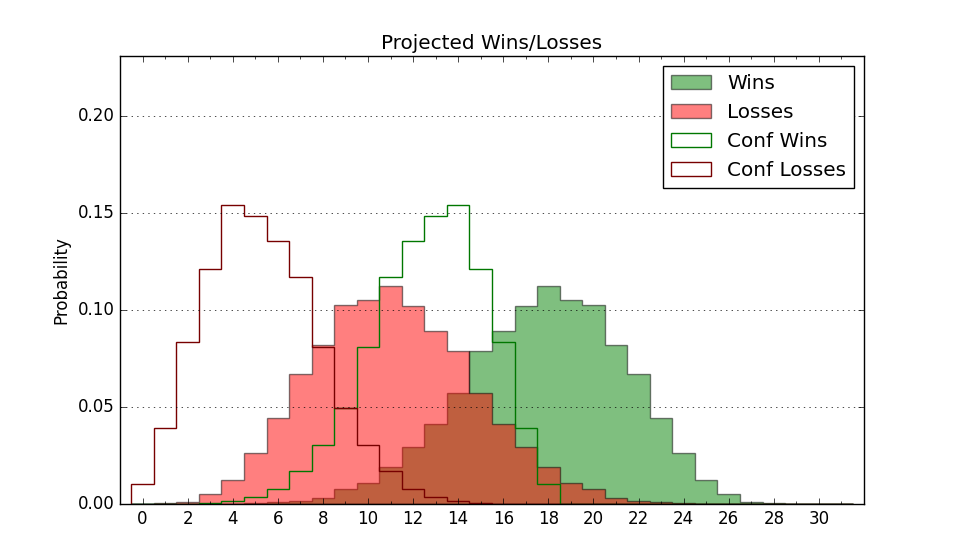 Projected Wins/Losses
Wins
Losses
Conf Wins
Conf Losses
Probability
0.20
0.15
0.10
0.05
0.00
0 2 4 6 8 10 12 14 16 18 20 22 24 26 28 30